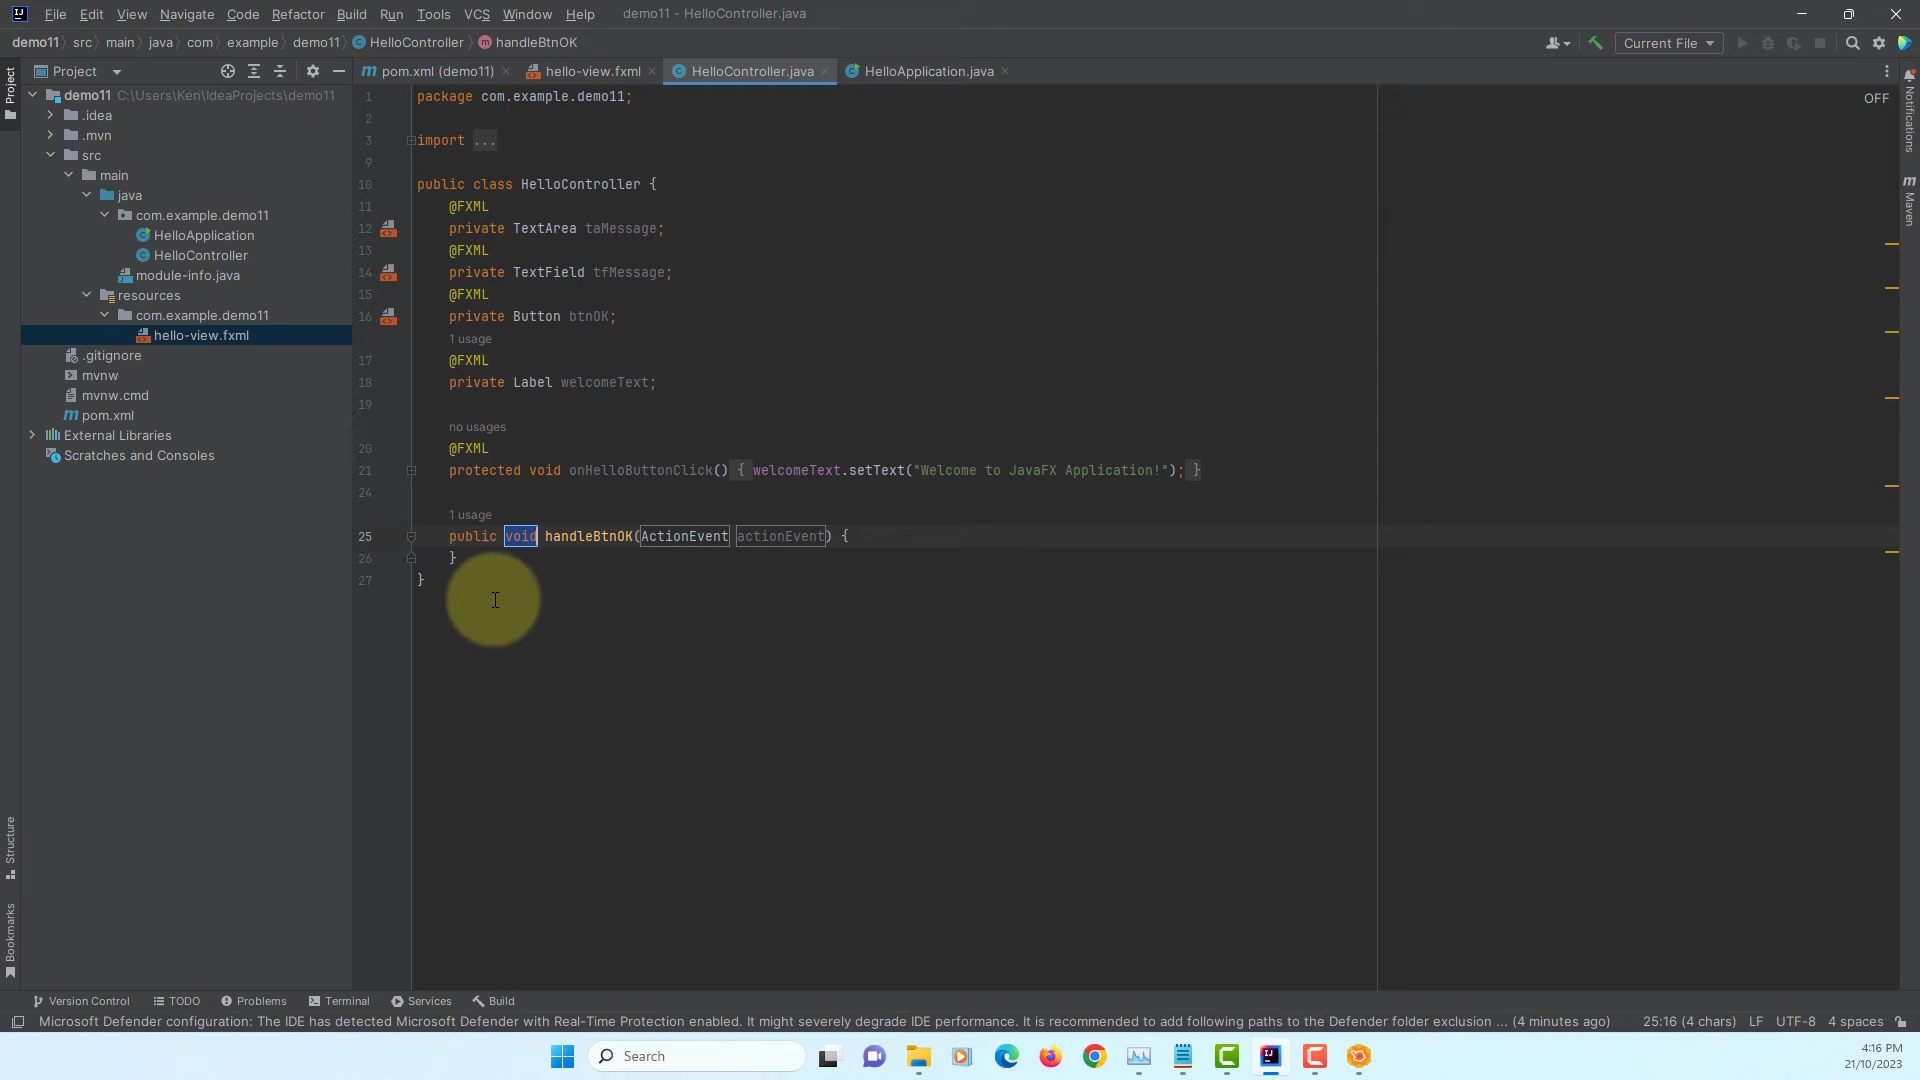 File Edit View Navigate Code Refactor Build Run Tools VCS Window Help demo11 - HelloController.java
demo11 src main java com example demo11 HelloController handleBtnOK Current File
Project pom.xml (demo11) hello-view.fxml HelloController.java HelloApplication.java
Project
Notifications
Maven
Structure
Bookmarks
demo11 C:\Users\Ken\IdeaProjects\demo11
.idea
.mvn
src
main
java
com.example.demo11
HelloApplication
HelloController
module-info.java
resources
com.example.demo11
hello-view.fxml
.gitignore
mvnw
mvnw.cmd
pom.xml
External Libraries
Scratches and Consoles
OFF
1 package com.example.demo11;
2
3 import ...
9
10 public class HelloController {
11 @FXML
12 private TextArea taMessage;
13 @FXML
14 private TextField tfMessage;
15 @FXML
16 private Button btnOK;
1 usage
17 @FXML
18 private Label welcomeText;
19
no usages
20 @FXML
21 protected void onHelloButtonClick() { welcomeText.setText("Welcome to JavaFX Application!"); }
24
1 usage
25 public void handleBtnOK(ActionEvent actionEvent) {
26 }
27 }
Version Control TODO Problems Terminal Services Build
Microsoft Defender configuration: The IDE has detected Microsoft Defender with Real-Time Protection enabled. It might severely degrade IDE performance. It is recommended to add following paths to the Defender folder exclusion ... (4 minutes ago) 25:16 (4 chars) LF UTF-8 4 spaces
Search
4:16 PM
21/10/2023